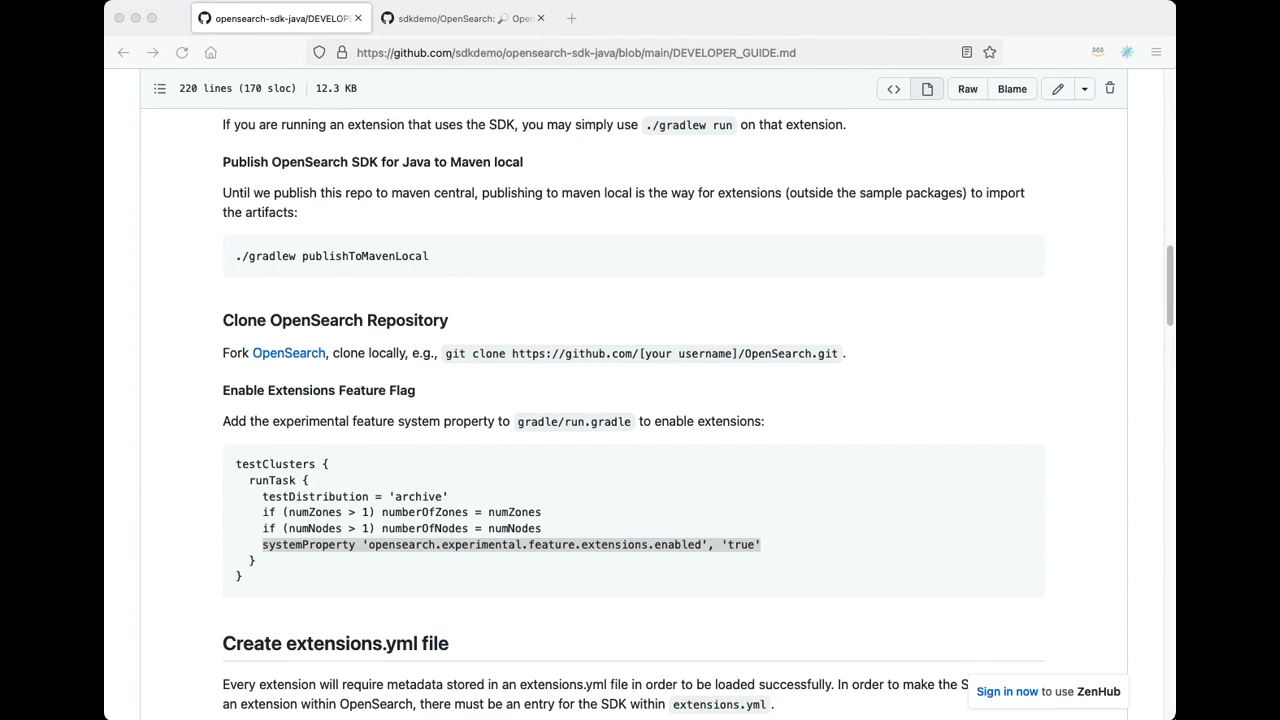 opensearch-sdk-java/DEVELOPE
sdkdemo/OpenSearch: 🔎 Open
https://github.com/sdkdemo/opensearch-sdk-java/blob/main/DEVELOPER_GUIDE.md
220 lines (170 sloc) 12.3 KB
Raw Blame
If you are running an extension that uses the SDK, you may simply use ./gradlew run on that extension.
Publish OpenSearch SDK for Java to Maven local
Until we publish this repo to maven central, publishing to maven local is the way for extensions (outside the sample packages) to import
the artifacts:
./gradlew publishToMavenLocal
Clone OpenSearch Repository
Fork OpenSearch, clone locally, e.g., git clone https://github.com/[your username]/OpenSearch.git.
Enable Extensions Feature Flag
Add the experimental feature system property to gradle/run.gradle to enable extensions:
testClusters {
runTask {
testDistribution = 'archive'
if (numZones > 1) numberOfZones = numZones
if (numNodes > 1) numberOfNodes = numNodes
systemProperty 'opensearch.experimental.feature.extensions.enabled', 'true'
}
}
Create extensions.yml file
Every extension will require metadata stored in an extensions.yml file in order to be loaded successfully. In order to make the S
an extension within OpenSearch, there must be an entry for the SDK within extensions.yml.
Sign in now to use ZenHub